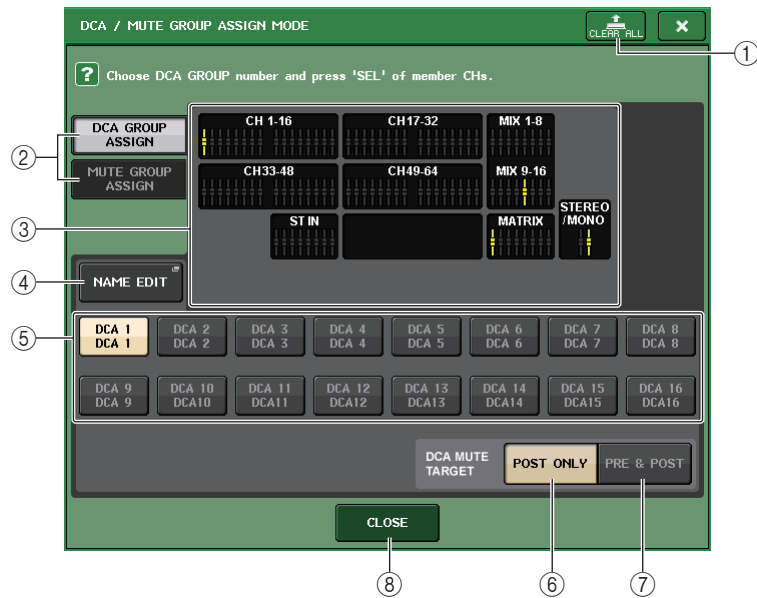 DCA / MUTE GROUP ASSIGN MODE
CLEAR ALL
×
①
? Choose DCA GROUP number and press 'SEL' of member CHs.
②
DCA GROUP
ASSIGN
MUTE GROUP
ASSIGN
③
CH 1-16
CH17-32
MIX 1-8
CH33-48
CH49-64
MIX 9-16
ST IN
MATRIX
STEREO
/MONO
④
NAME EDIT
⑤
DCA 1
DCA 1
DCA 2
DCA 2
DCA 3
DCA 3
DCA 4
DCA 4
DCA 5
DCA 5
DCA 6
DCA 6
DCA 7
DCA 7
DCA 8
DCA 8
DCA 9
DCA 9
DCA 10
DCA10
DCA 11
DCA11
DCA 12
DCA12
DCA 13
DCA13
DCA 14
DCA14
DCA 15
DCA15
DCA 16
DCA16
DCA MUTE
TARGET
POST ONLY
PRE & POST
CLOSE
⑧
⑥
⑦